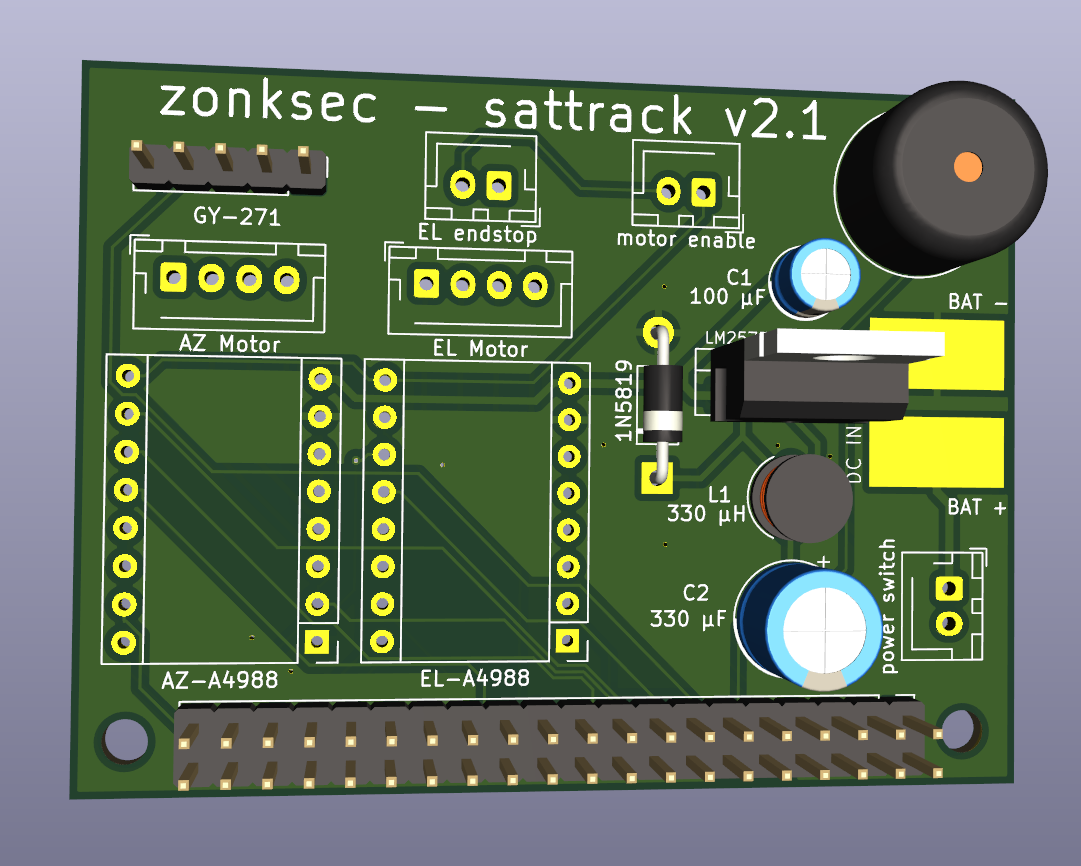 zonksec - sattrack v2.1
GY-271
EL endstop
motor enable
C1
100 µF
BAT -
AZ Motor
EL Motor
1N5819
DC IN
L1
330 µH
BAT +
C2
330 µF
+
power switch
AZ-A4988
EL-A4988